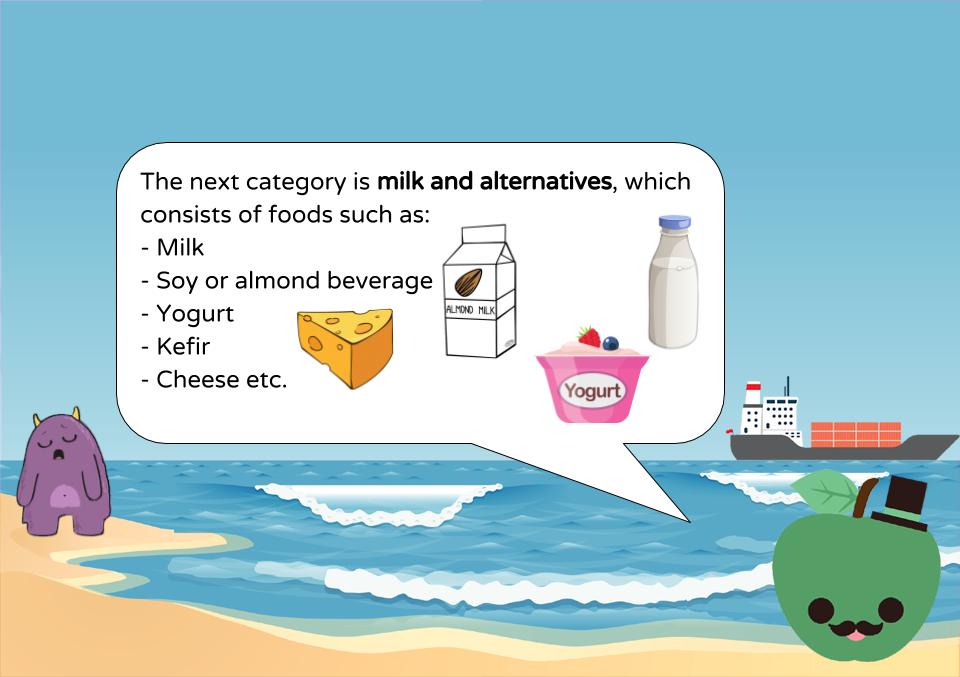 The next category is milk and alternatives, which
consists of foods such as:
- Milk
- Soy or almond beverage
- Yogurt
- Kefir
- Cheese etc.
ALMOND MILK
Yogurt